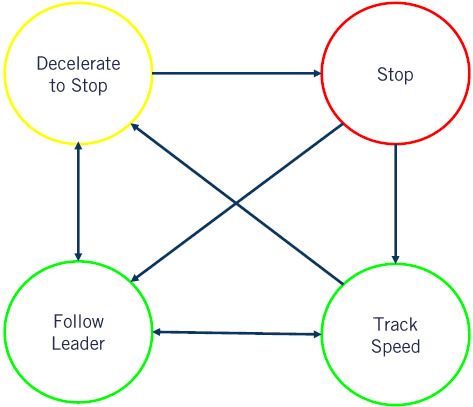 Decelerate
to Stop
Stop
Follow
Leader
Track
Speed